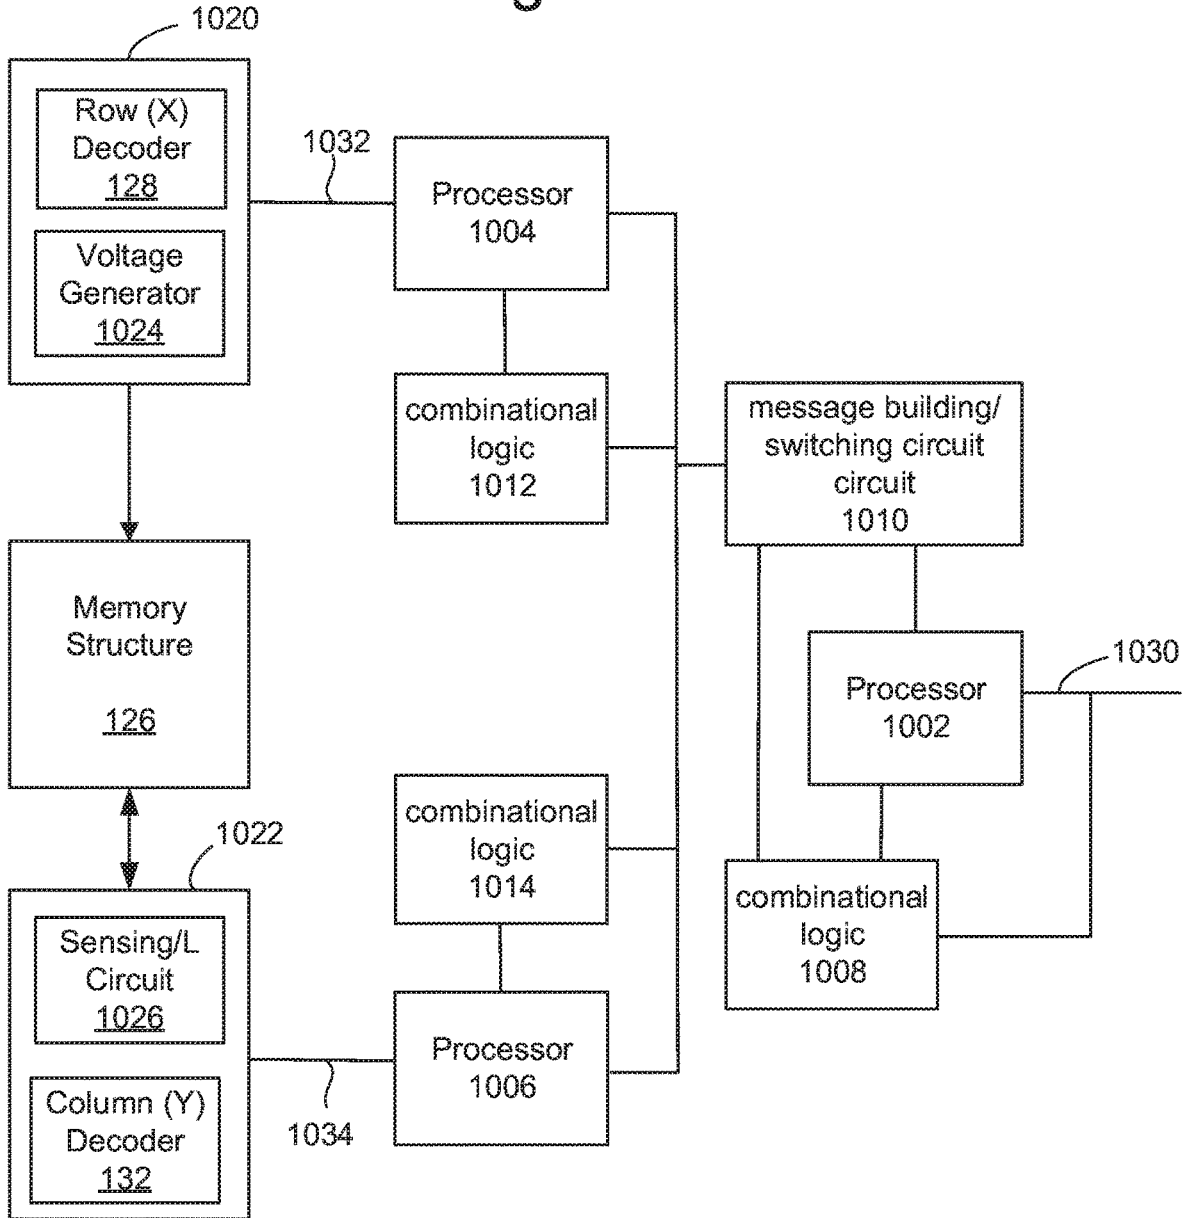 1020
Row (X)
Decoder
128
Voltage
Generator
1024
1032
Processor
1004
combinational
logic
1012
message building/
switching circuit
circuit
1010
Memory
Structure
126
Processor
1002
1030
combinational
logic
1014
combinational
logic
1008
1022
Sensing/L
Circuit
1026
Column (Y)
Decoder
132
1034
Processor
1006